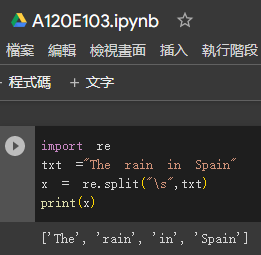 A120E103.ipynb
檔案 編輯 檢視畫面 插入 執行階段
程式碼 + 文字
import re
txt ="The rain in Spain"
x = re.split("\s",txt)
print(x)
['The', 'rain', 'in', 'Spain']